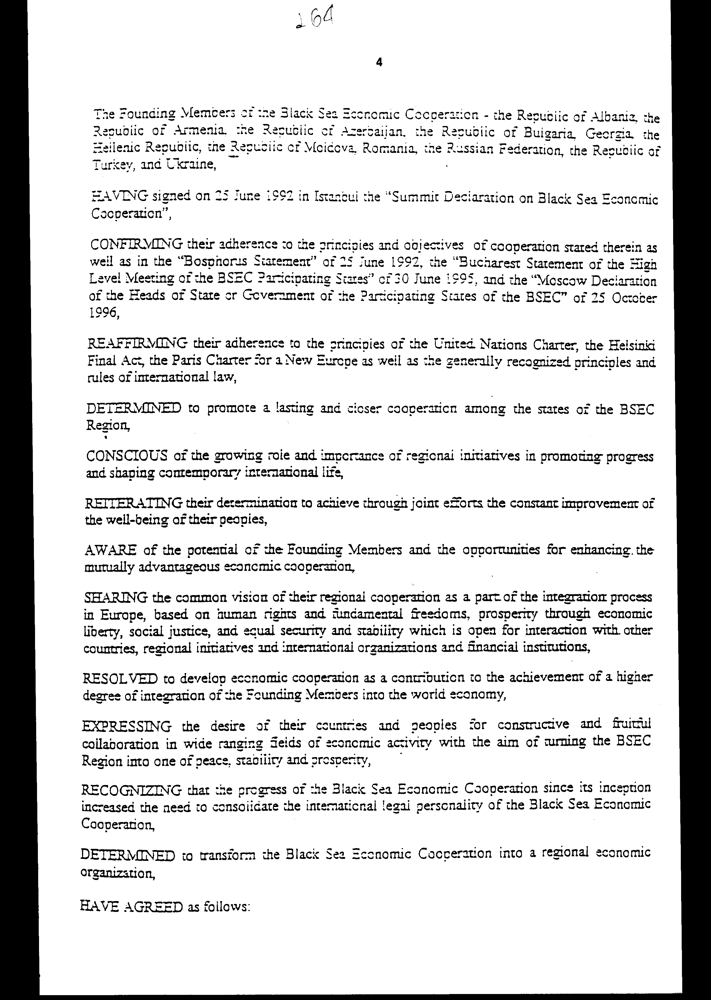 264
4
The Founding Members of the Black Sea Economic Cooperation - the Republic of Albania, the
Republic of Armenia, the Republic of Azerbaijan, the Republic of Bulgaria, Georgia, the
Hellenic Republic, the Republic of Moldova, Romania, the Russian Federation, the Republic of
Turkey, and Ukraine,
HAVING signed on 25 June 1992 in Istanbul the “Summit Declaration on Black Sea Economic
Cooperation”,
CONFIRMING their adherence to the principles and objectives of cooperation stated therein as
well as in the “Bosphorus Statement” of 25 June 1992, the “Bucharest Statement of the High
Level Meeting of the BSEC Participating States” of 30 June 1995, and the “Moscow Declaration
of the Heads of State or Government of the Participating States of the BSEC” of 25 October
1996,
REAFFIRMING their adherence to the principles of the United Nations Charter, the Helsinki
Final Act, the Paris Charter for a New Europe as well as the generally recognized principles and
rules of international law,
DETERMINED to promote a lasting and closer cooperation among the states of the BSEC
Region,
CONSCIOUS of the growing role and importance of regional initiatives in promoting progress
and shaping contemporary international life,
REITERATING their determination to achieve through joint efforts the constant improvement of
the well-being of their peoples,
AWARE of the potential of the Founding Members and the opportunities for enhancing the
mutually advantageous economic cooperation,
SHARING the common vision of their regional cooperation as a part of the integration process
in Europe, based on human rights and fundamental freedoms, prosperity through economic
liberty, social justice, and equal security and stability which is open for interaction with other
countries, regional initiatives and international organizations and financial institutions,
RESOLVED to develop economic cooperation as a contribution to the achievement of a higher
degree of integration of the Founding Members into the world economy,
EXPRESSING the desire of their countries and peoples for constructive and fruitful
collaboration in wide ranging fields of economic activity with the aim of turning the BSEC
Region into one of peace, stability and prosperity,
RECOGNIZING that the progress of the Black Sea Economic Cooperation since its inception
increased the need to consolidate the international legal personality of the Black Sea Economic
Cooperation,
DETERMINED to transform the Black Sea Economic Cooperation into a regional economic
organization,
HAVE AGREED as follows: